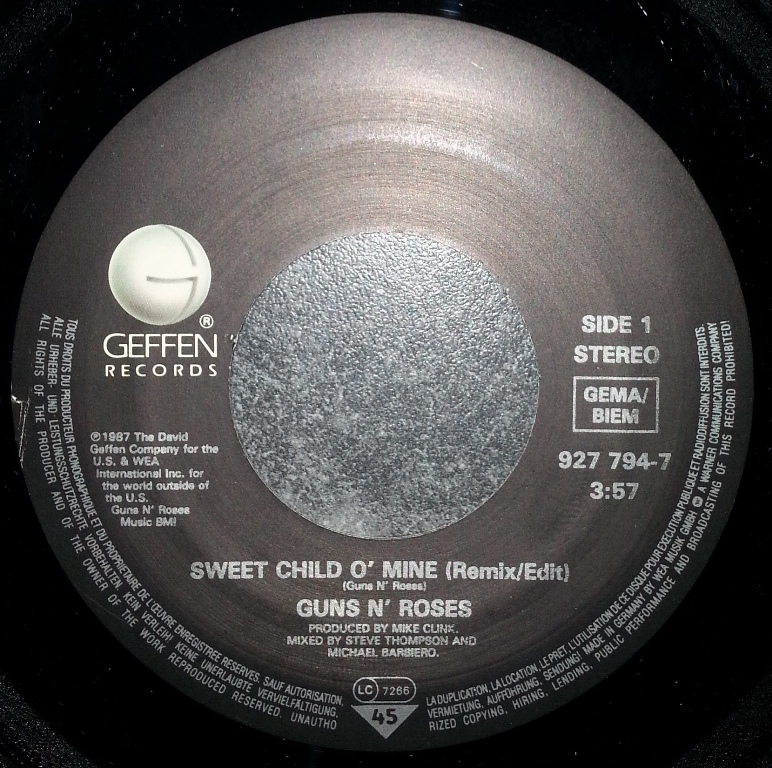 GEFFEN®
RECORDS
SIDE 1
STEREO
GEMA/
BIEM
927 794-7
3:57
℗1987 The David
Geffen Company for the
U.S. & WEA
International Inc. for
the world outside of
the U.S.
Guns N' Roses
Music BMI
SWEET CHILD O' MINE (Remix/Edit)
(Guns N' Roses)
GUNS N' ROSES
PRODUCED BY MIKE CLINK.
MIXED BY STEVE THOMPSON AND
MICHAEL BARBIERO.
LC 7266
45
TOUS DROITS DU PRODUCTEUR PHONOGRAPHIQUE ET DU PROPRIETAIRE DE L'ŒUVRE ENREGISTREE RESERVES. SAUF AUTORISATION, LA DUPLICATION, LA LOCATION, LE PRET, L'UTILISATION DE CE DISQUE POUR EXECUTION PUBLIQUE ET RADIODIFFUSION SONT INTERDITS.
ALLE URHEBER- UND LEISTUNGSSCHUTZRECHTE VORBEHALTEN. KEIN VERLEIH! KEINE UNERLAUBTE VERVIELFÄLTIGUNG, VERMIETUNG, AUFFÜHRUNG, SENDUNG! MADE IN GERMANY BY WEA MUSIK GMBH A WARNER COMMUNICATIONS COMPANY
ALL RIGHTS OF THE PRODUCER AND OF THE OWNER OF THE WORK REPRODUCED RESERVED. UNAUTHORIZED COPYING, HIRING, LENDING, PUBLIC PERFORMANCE AND BROADCASTING OF THIS RECORD PROHIBITED!